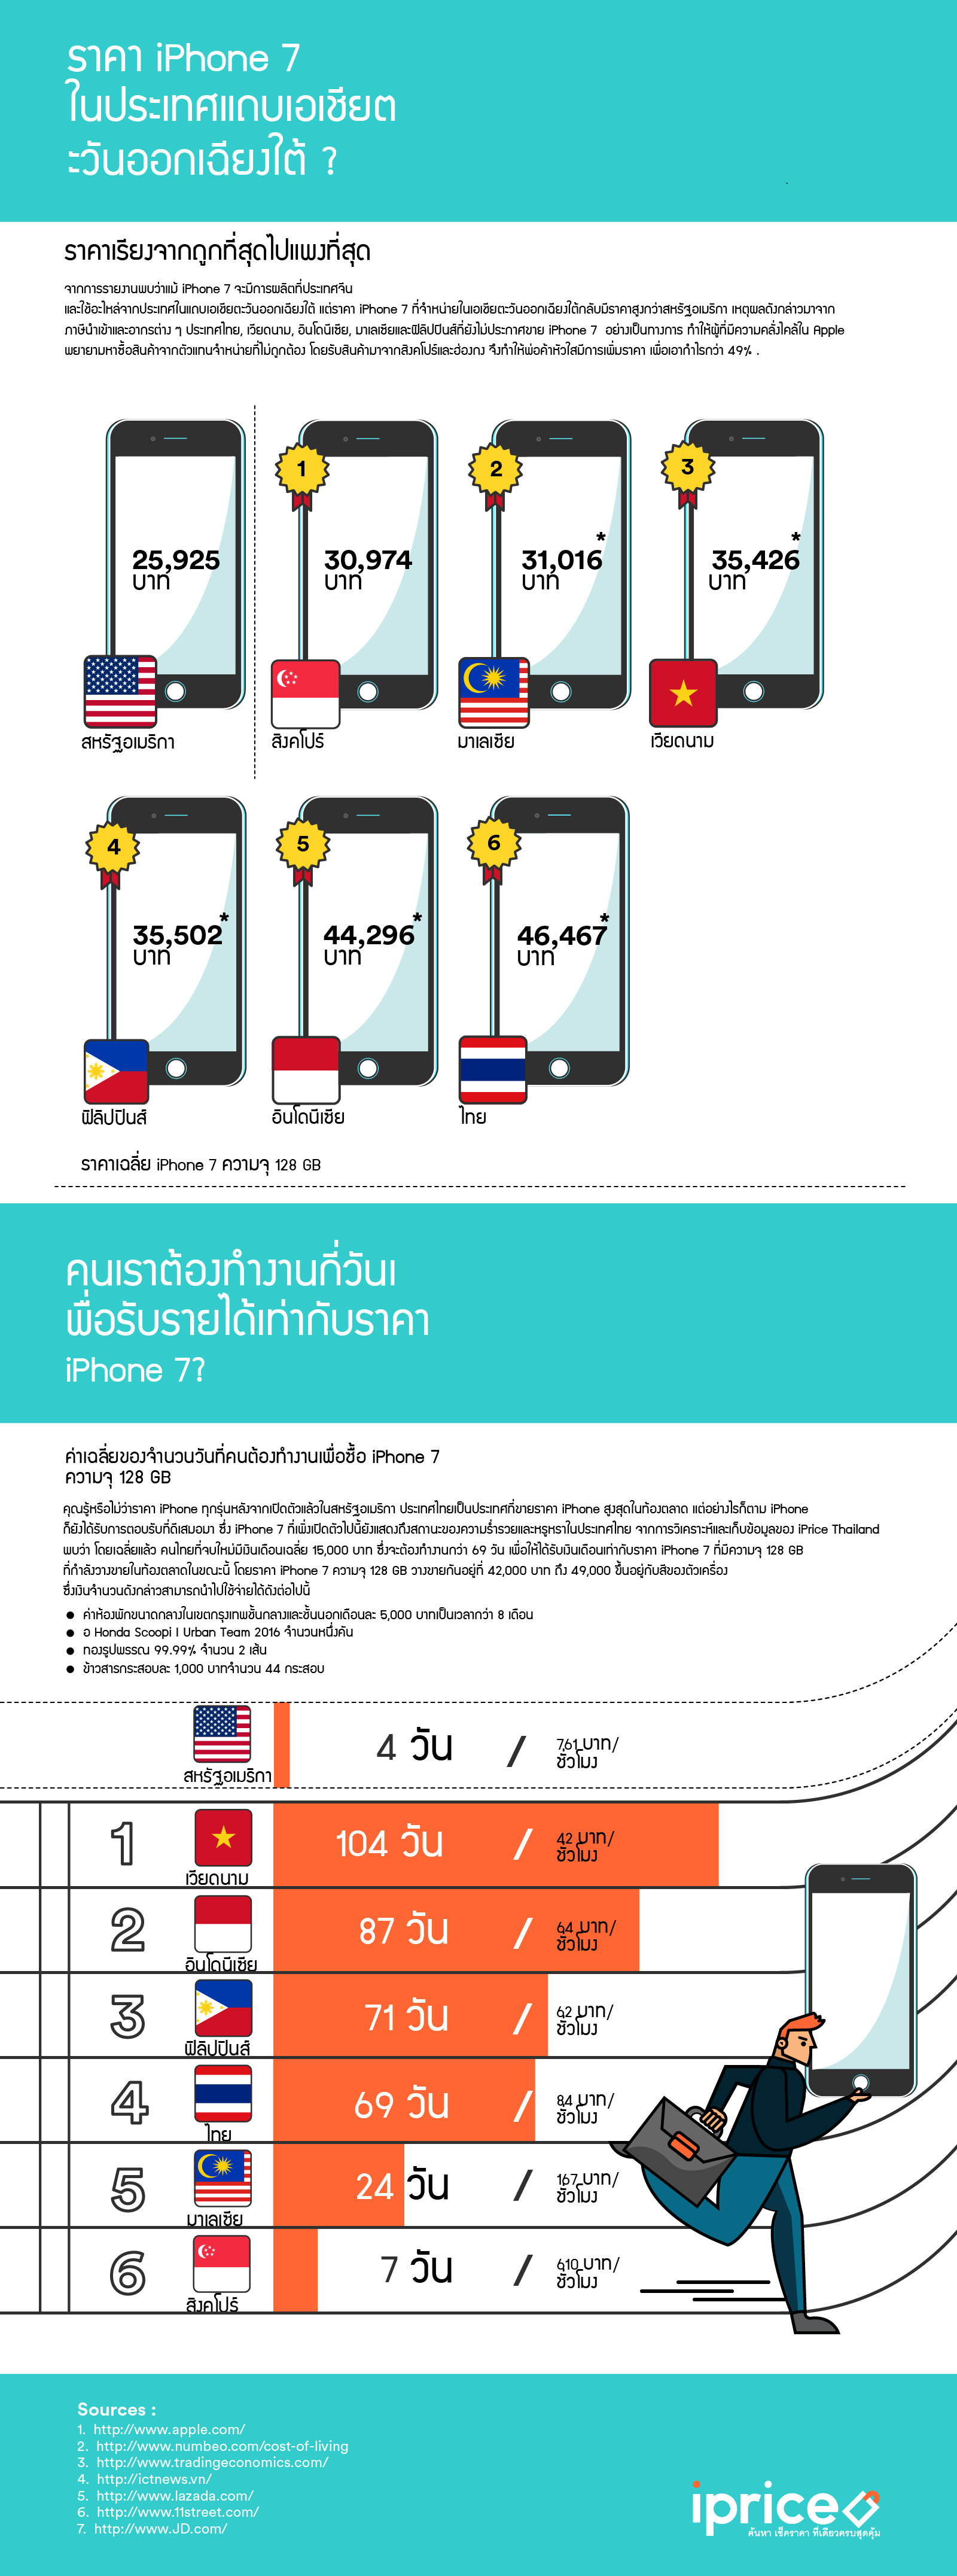 ราคา iPhone 7
ในประเทศแถบเอเชียต
ะวันออกเฉียงใต้ ?
ราคาเรียงจากถูกที่สุดไปแพงที่สุด
จากการรายงานพบว่าแม้ iPhone 7 จะมีการผลิตที่ประเทศจีน
และใช้อะไหล่จากประเทศในแถบเอเชียตะวันออกเฉียงใต้ แต่ราคา iPhone 7 ที่จำหน่ายในเอเชียตะวันออกเฉียงใต้กลับมีราคาสูงกว่าสหรัฐอเมริกา เหตุผลดังกล่าวมาจาก
ภาษีนำเข้าและอากรต่าง ๆ ประเทศไทย, เวียดนาม, อินโดนีเซีย, มาเลเซียและฟิลิปปินส์ที่ยังไม่ประกาศขาย iPhone 7 อย่างเป็นทางการ ทำให้ผู้ที่มีความคลั่งไคล้ใน Apple
พยายามหาซื้อสินค้าจากตัวแทนจำหน่ายที่ไม่ถูกต้อง โดยรับสินค้ามาจากสิงคโปร์และฮ่องกง จึงทำให้พ่อค้าหัวใสมีการเพิ่มราคา เพื่อเอากำไรกว่า 49% .
1
2
3
25,925
บาท
30,974
บาท
31,016*
บาท
35,426*
บาท
สหรัฐอเมริกา
สิงคโปร์
มาเลเซีย
เวียดนาม
4
5
6
35,502*
บาท
44,296*
บาท
46,467*
บาท
ฟิลิปปินส์
อินโดนีเซีย
ไทย
ราคาเฉลี่ย iPhone 7 ความจุ 128 GB
คนเราต้องทำงานกี่วันเ
พื่อรับรายได้เท่ากับราคา
iPhone 7?
ค่าเฉลี่ยของจำนวนวันที่คนต้องทำงานเพื่อซื้อ iPhone 7
ความจุ 128 GB
คุณรู้หรือไม่ว่าราคา iPhone ทุกรุ่นหลังจากเปิดตัวแล้วในสหรัฐอเมริกา ประเทศไทยเป็นประเทศที่ขายราคา iPhone สูงสุดในท้องตลาด แต่อย่างไรก็ตาม iPhone
ก็ยังได้รับการตอบรับที่ดีเสมอมา ซึ่ง iPhone 7 ที่เพิ่งเปิดตัวไปนี้ยังแสดงถึงสถานะของความร่ำรวยและหรูหราในประเทศไทย จากการวิเคราะห์และเก็บข้อมูลของ iPrice Thailand
พบว่า โดยเฉลี่ยแล้ว คนไทยที่จบใหม่มีเงินเดือนเฉลี่ย 15,000 บาท ซึ่งจะต้องทำงานกว่า 69 วัน เพื่อให้ได้รับเงินเดือนเท่ากับราคา iPhone 7 ที่มีความจุ 128 GB
ที่กำลังวางขายในท้องตลาดในขณะนี้ โดยราคา iPhone 7 ความจุ 128 GB วางขายกันอยู่ที่ 42,000 บาท ถึง 49,000 ขึ้นอยู่กับสีของตัวเครื่อง
ซึ่งเงินจำนวนดังกล่าวสามารถนำไปใช้จ่ายได้ดังต่อไปนี้
● ค่าห้องพักขนาดกลางในเขตกรุงเทพชั้นกลางและชั้นนอกเดือนละ 5,000 บาทเป็นเวลากว่า 8 เดือน
● อ Honda Scoopi I Urban Team 2016 จำนวนหนึ่งคัน
● ทองรูปพรรณ 99.99% จำนวน 2 เส้น
● ข้าวสารกระสอบละ 1,000 บาทจำนวน 44 กระสอบ
สหรัฐอเมริกา
4 วัน / 761 บาท/
ชั่วโมง
1
เวียดนาม
104 วัน / 42 บาท/
ชั่วโมง
2
อินโดนีเซีย
87 วัน / 64 บาท/
ชั่วโมง
3
ฟิลิปปินส์
71 วัน / 62 บาท/
ชั่วโมง
4
ไทย
69 วัน / 84 บาท/
ชั่วโมง
5
มาเลเซีย
24 วัน / 167 บาท/
ชั่วโมง
6
สิงคโปร์
7 วัน / 610 บาท/
ชั่วโมง
Sources :
1. http://www.apple.com/
2. http://www.numbeo.com/cost-of-living
3. http://www.tradingeconomics.com/
4. http://ictnews.vn/
5. http://www.lazada.com/
6. http://www.11street.com/
7. http://www.JD.com/
iprice
ค้นหา เช็คราคา ที่เดียวครบสุดคุ้ม